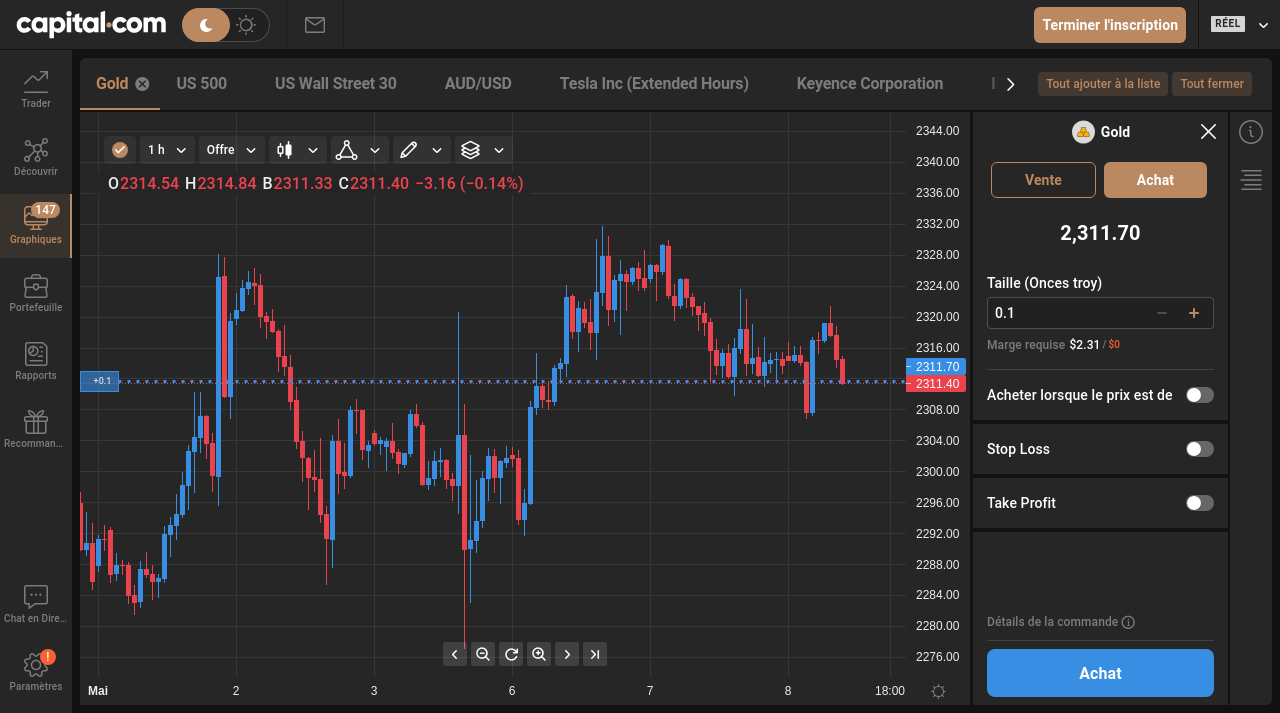 capital.com
Terminer l'inscription
RÉEL
Trader
Découvrir
147
Graphiques
Portefeuille
Rapports
Recomman...
Chat en Dire...
!
Paramètres
Gold
US 500
US Wall Street 30
AUD/USD
Tesla Inc (Extended Hours)
Keyence Corporation
Tout ajouter à la liste
Tout fermer
1 h
Offre
O2314.54 H2314.84 B2311.33 C2311.40 −3.16 (−0.14%)
+0.1
2344.00
2340.00
2336.00
2332.00
2328.00
2324.00
2320.00
2316.00
2311.70
2311.40
2308.00
2304.00
2300.00
2296.00
2292.00
2288.00
2284.00
2280.00
2276.00
Mai 2 3 6 7 8 18:00
Gold
Vente
Achat
2,311.70
Taille (Onces troy)
0.1
Marge requise $2.31 / $0
Acheter lorsque le prix est de
Stop Loss
Take Profit
Détails de la commande
Achat